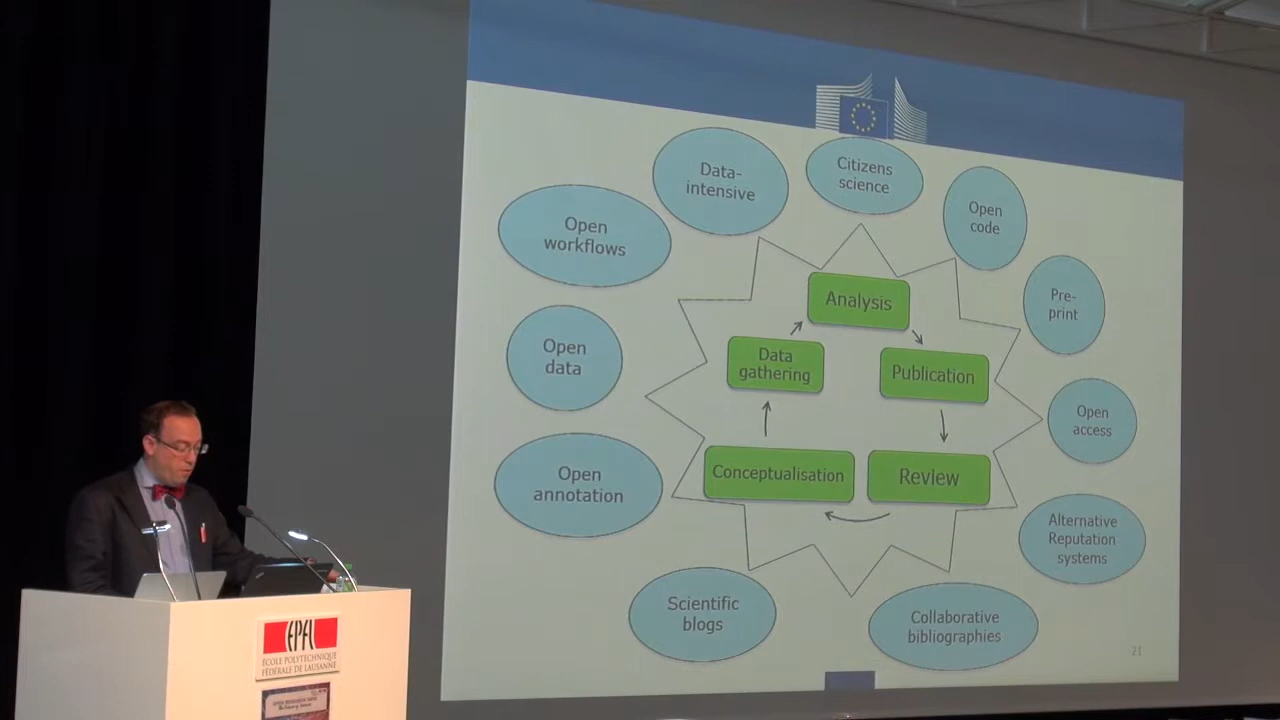 Data-
intensive
Citizens
science
Open
code
Open
workflows
Pre-
print
Analysis
Data
gathering
Publication
Open
data
Open
access
Conceptualisation
Review
Open
annotation
Alternative
Reputation
systems
Scientific
blogs
Collaborative
bibliographies
21
EPFL
ÉCOLE POLYTECHNIQUE
FÉDÉRALE DE LAUSANNE